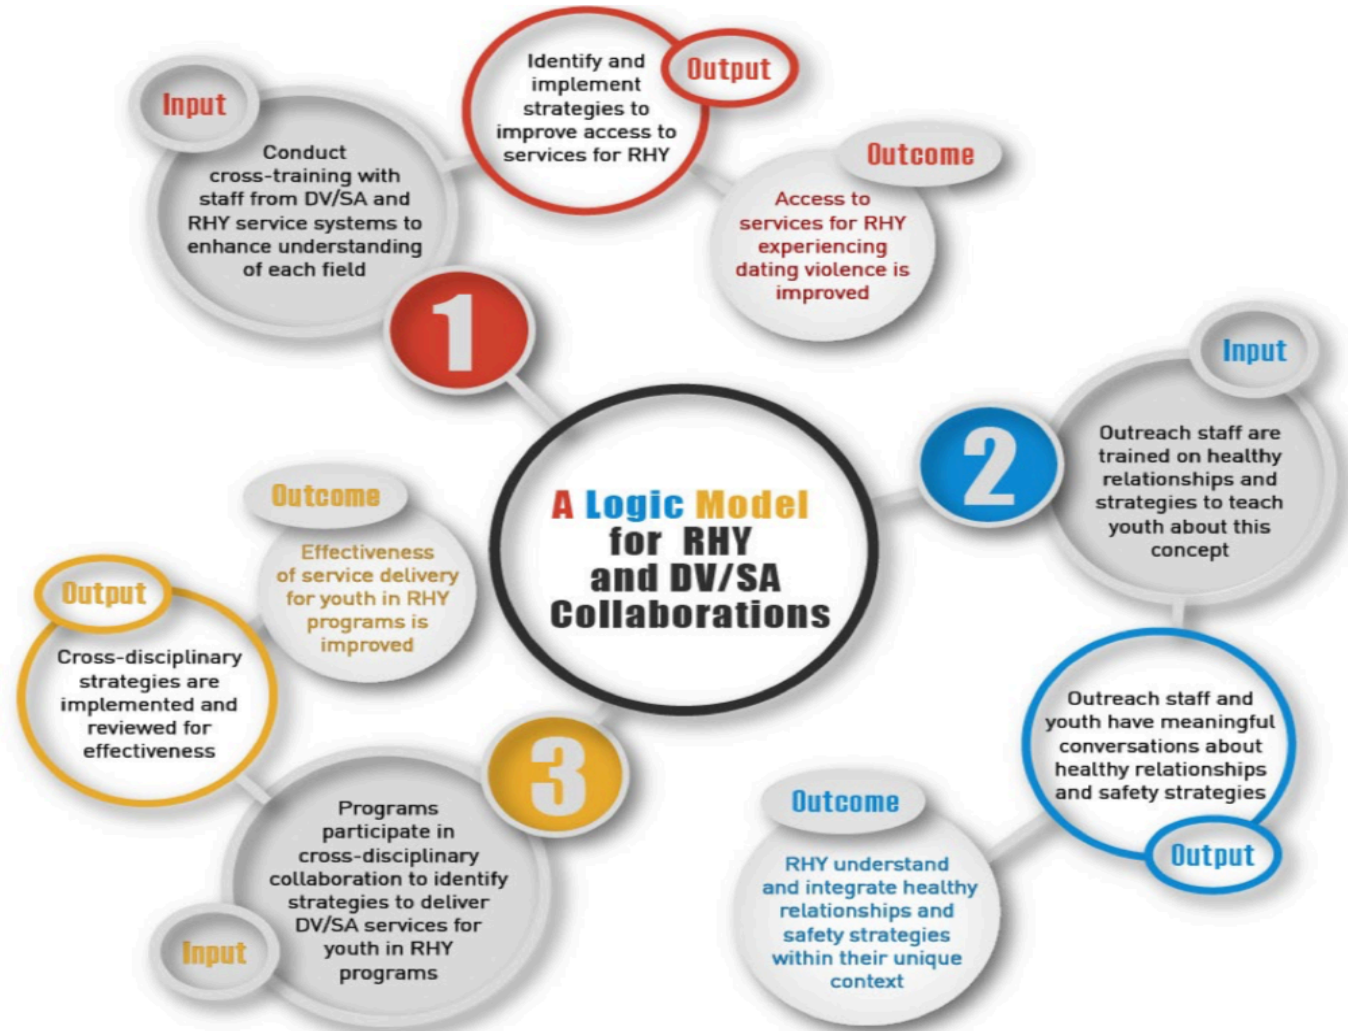 A Logic Model
for RHY
and DV/SA
Collaborations
1
Input
Conduct
cross-training with
staff from DV/SA and
RHY service systems to
enhance understanding
of each field
Output
Identify and
implement
strategies to
improve access to
services for RHY
Outcome
Access to
services for RHY
experiencing
dating violence is
improved
2
Input
Outreach staff are
trained on healthy
relationships and
strategies to teach
youth about this
concept
Outreach staff and
youth have meaningful
conversations about
healthy relationships
and safety strategies
Output
Outcome
RHY understand
and integrate healthy
relationships and
safety strategies
within their unique
context
3
Programs
participate in
cross-disciplinary
collaboration to identify
strategies to deliver
DV/SA services for
youth in RHY
programs
Input
Output
Cross-disciplinary
strategies are
implemented and
reviewed for
effectiveness
Outcome
Effectiveness
of service delivery
for youth in RHY
programs is
improved